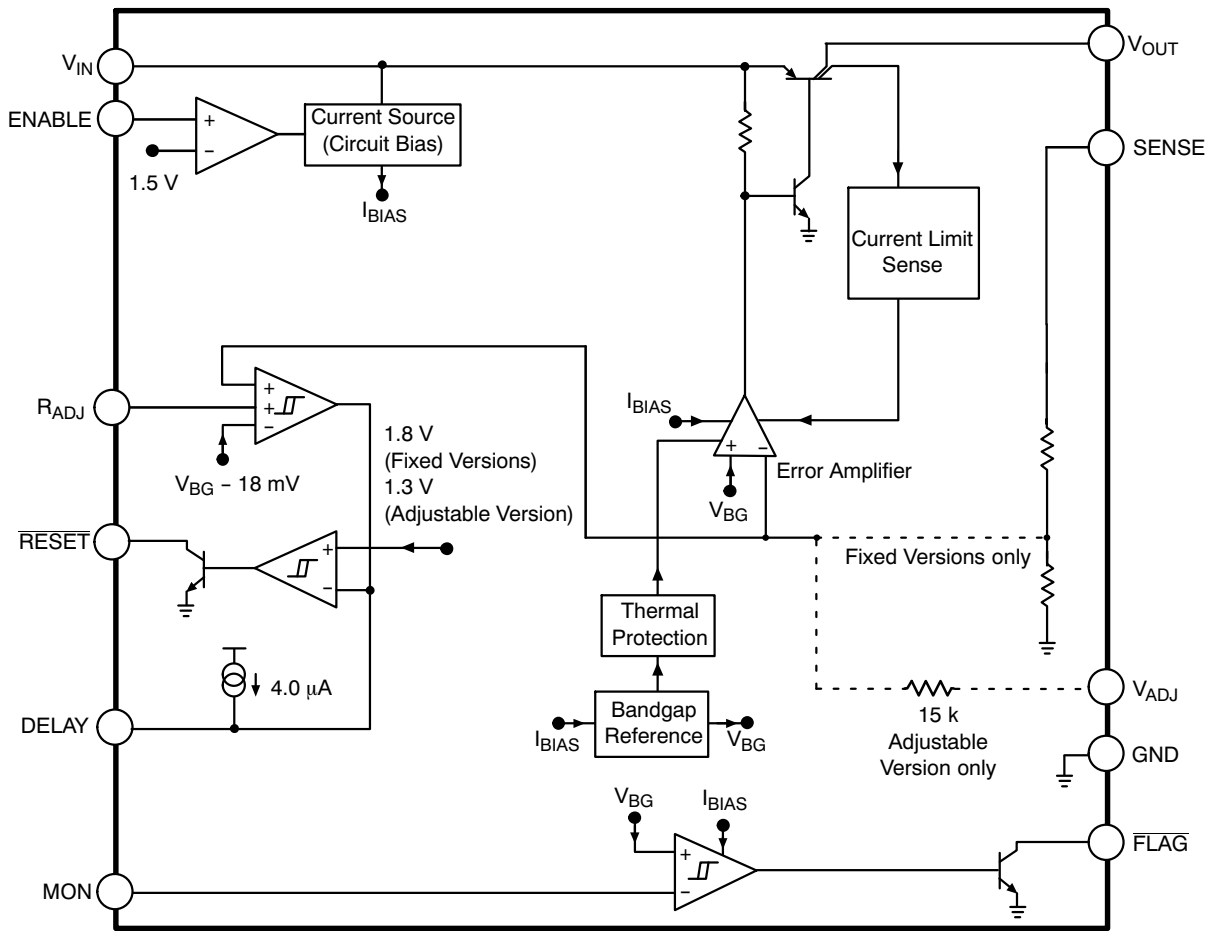 V_IN
V_OUT
ENABLE
+
−
1.5 V
Current Source
(Circuit Bias)
I_BIAS
SENSE
Current Limit
Sense
R_ADJ
+
+
−
V_BG − 18 mV
1.8 V
(Fixed Versions)
1.3 V
(Adjustable Version)
I_BIAS
+
−
Error Amplifier
V_BG
RESET
+
−
Fixed Versions only
Thermal
Protection
4.0 μA
DELAY
I_BIAS
Bandgap
Reference
V_BG
V_ADJ
15 k
Adjustable
Version only
GND
V_BG
I_BIAS
+
−
FLAG
MON